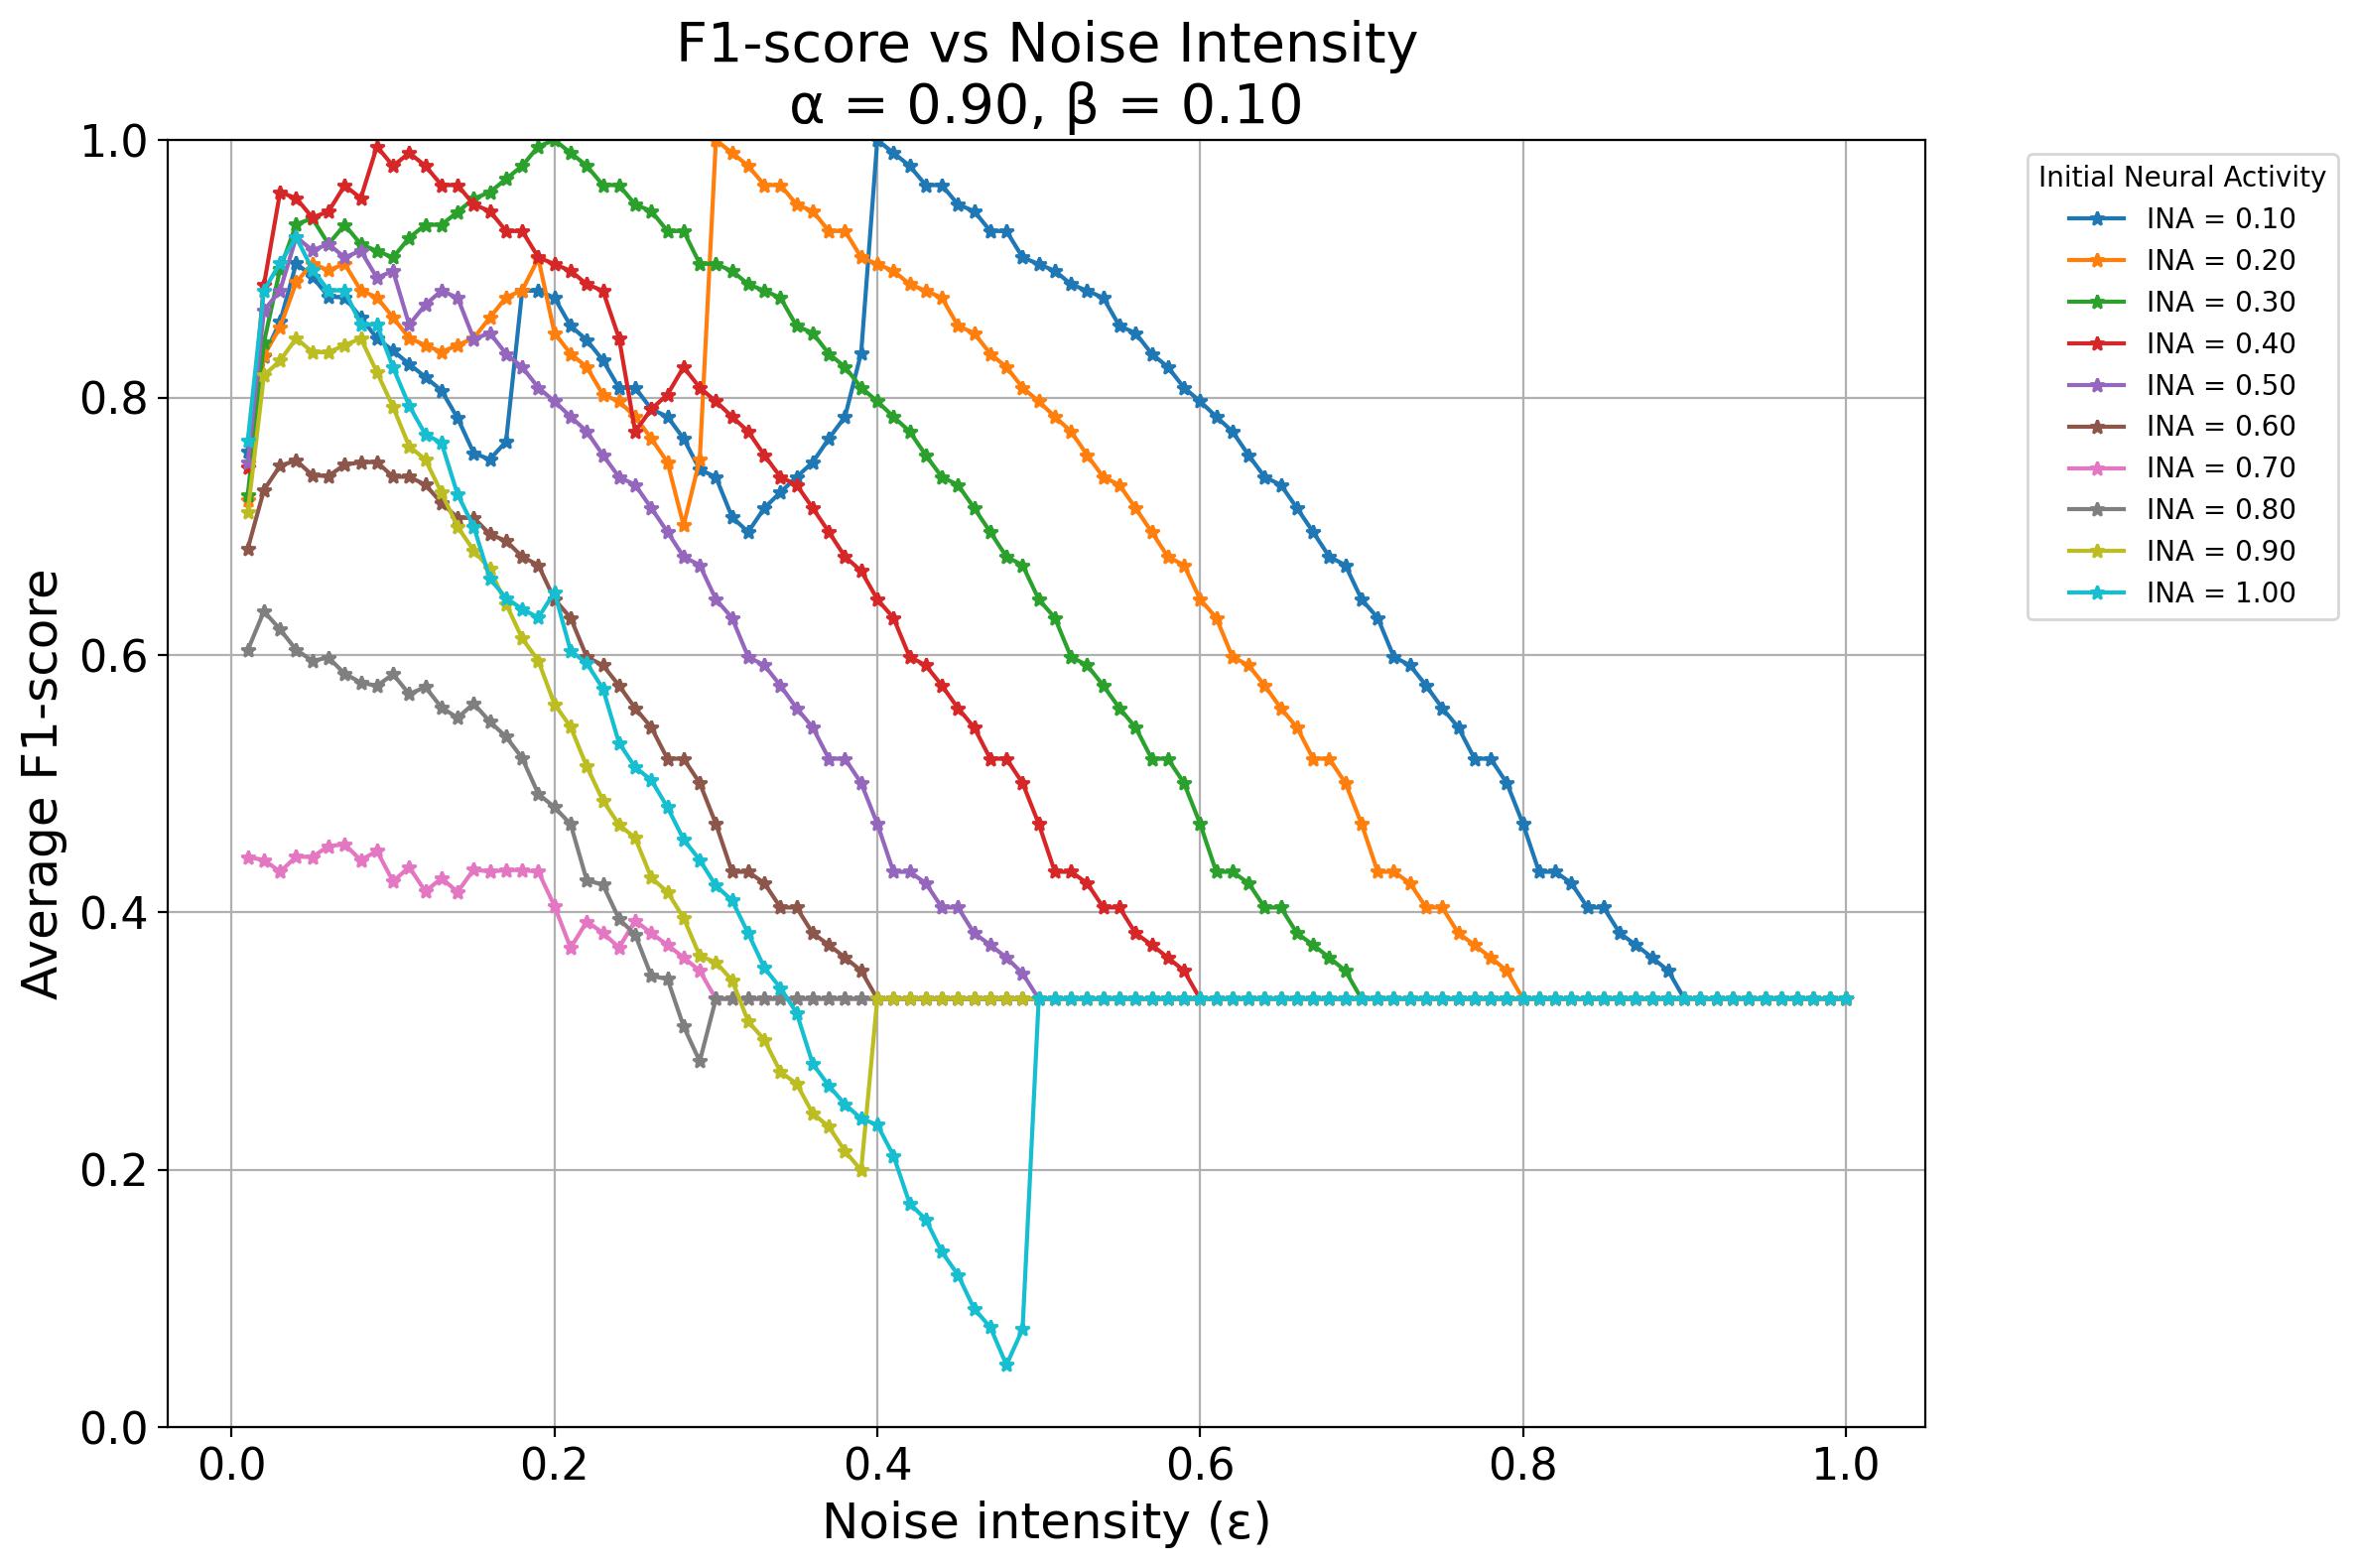 F1-score vs Noise Intensity
α = 0.90, β = 0.10
Average F1-score
1.0
0.8
0.6
0.4
0.2
0.0
0.0
0.2
0.4
0.6
0.8
1.0
Noise intensity (ε)
Initial Neural Activity
INA = 0.10
INA = 0.20
INA = 0.30
INA = 0.40
INA = 0.50
INA = 0.60
INA = 0.70
INA = 0.80
INA = 0.90
INA = 1.00